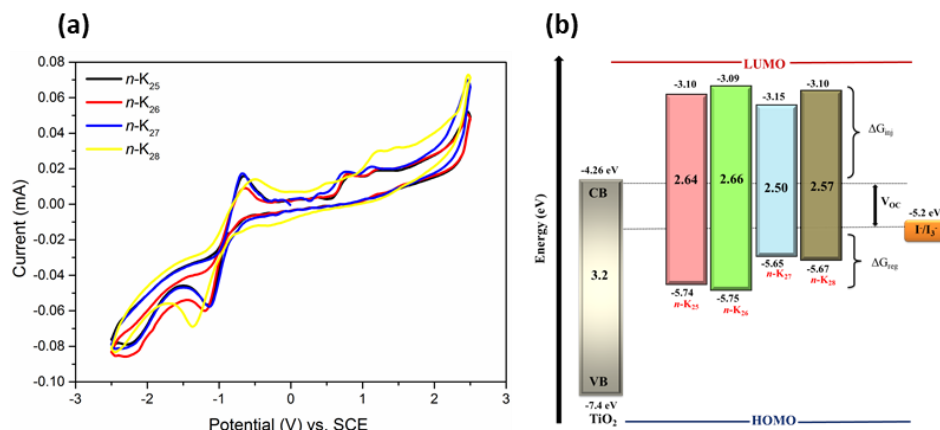 (a)
0.08
0.06
0.04
0.02
0.00
-0.02
-0.04
-0.06
-0.08
-0.10
Current (mA)
n-K25
n-K26
n-K27
n-K28
3
-2
-1
0
1
2
3
Potential (V) vs. SCE
(b)
Energy (eV)
LUMO
-3.10
-3.09
-3.15
-3.10
ΔGinj
-4.26 eV
CB
2.64
2.66
2.50
2.57
VOC
-5.2 eV
I-/I3-
3.2
-5.74
n-K25
-5.75
n-K26
-5.65
n-K27
-5.67
n-K28
ΔGreg
VB
-7.4 eV
TiO2
HOMO